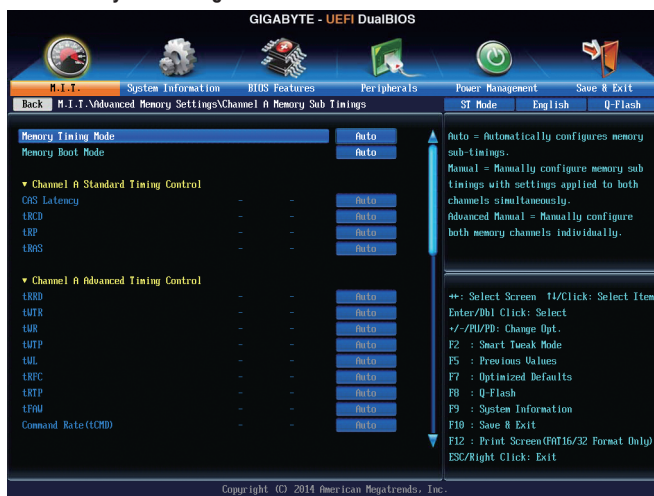 GIGABYTE - UEFI DualBIOS
M.I.T.
System Information
BIOS Features
Peripherals
Power Management
Save & Exit
Back M.I.T.\Advanced Memory Settings\Channel A Memory Sub Timings
ST Mode English Q-Flash
Memory Timing Mode Auto
Memory Boot Mode Auto
▼ Channel A Standard Timing Control
CAS Latency - - Auto
tRCD - - Auto
tRP - - Auto
tRAS - - Auto
▼ Channel A Advanced Timing Control
tRRD - - Auto
tWTR - - Auto
tWR - - Auto
tWTP - - Auto
tWL - - Auto
tRFC - - Auto
tRTP - - Auto
tFAW - - Auto
Command Rate(tCMD) - - Auto
Auto = Automatically configures memory
sub-timings.
Manual = Manually configure memory sub
timings with settings applied to both
channels simultaneously.
Advanced Manual = Manually configure
both memory channels individually.
↔: Select Screen ↑↓/Click: Select Item
Enter/Dbl Click: Select
+/-/PU/PD: Change Opt.
F2 : Smart Tweak Mode
F5 : Previous Values
F7 : Optimized Defaults
F8 : Q-Flash
F9 : System Information
F10 : Save & Exit
F12 : Print Screen(FAT16/32 Format Only)
ESC/Right Click: Exit
Copyright (C) 2014 American Megatrends, Inc.